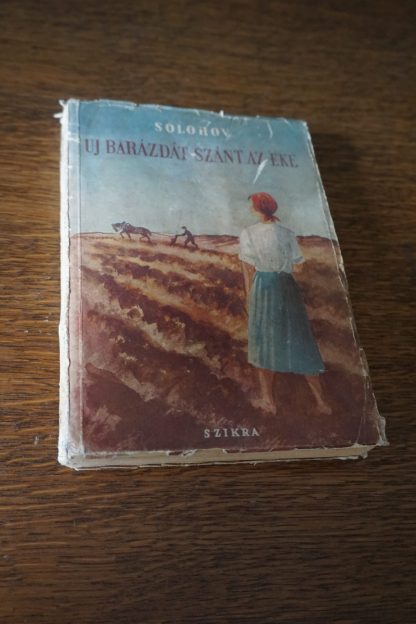 SOLOHOV
UJ BARÁZDÁT SZÁNT AZ EKE
SZIKRA